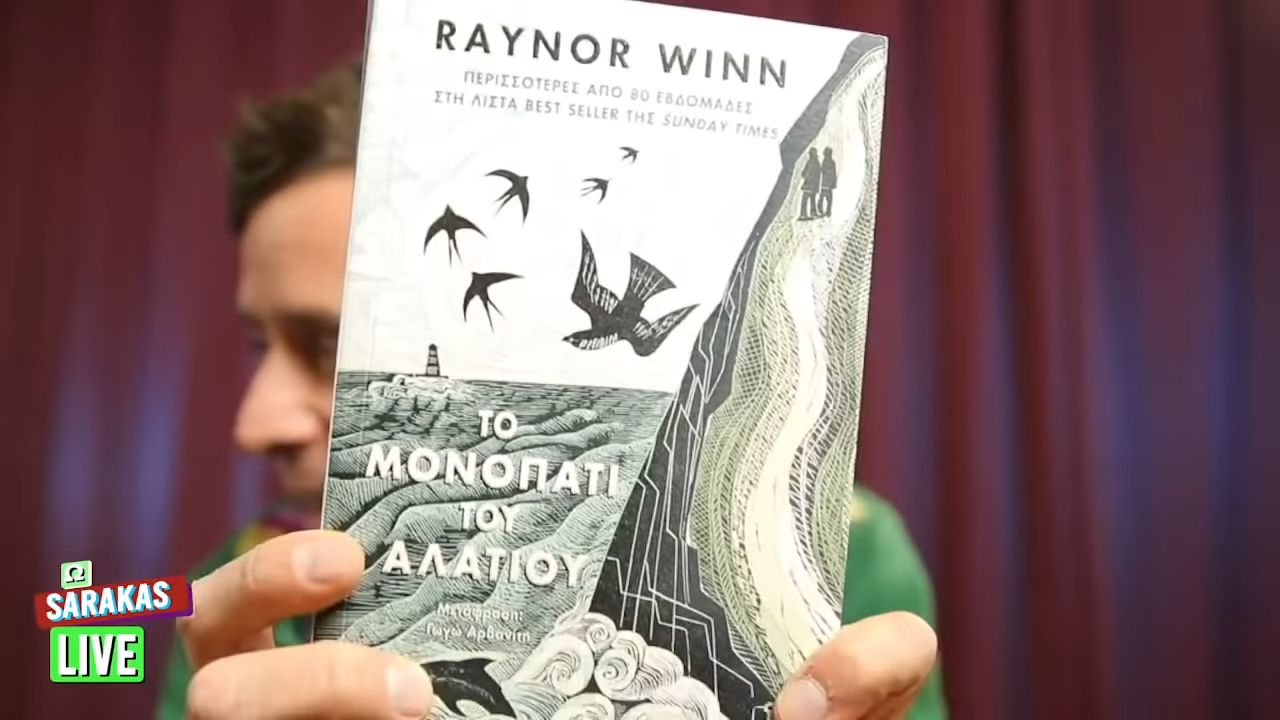 RAYNOR WINN
ΠΕΡΙΣΣΟΤΕΡΕΣ ΑΠΟ 80 ΕΒΔΟΜΑΔΕΣ
ΣΤΗ ΛΙΣΤΑ BEST SELLER ΤΗΣ SUNDAY TIMES
ΤΟ
ΜΟΝΟΠΑΤΙ
ΤΟΥ
ΑΛΑΤΙΟΥ
Μετάφραση:
Γωγώ Αρβανίτη
Ω
SARAKAS
LIVE